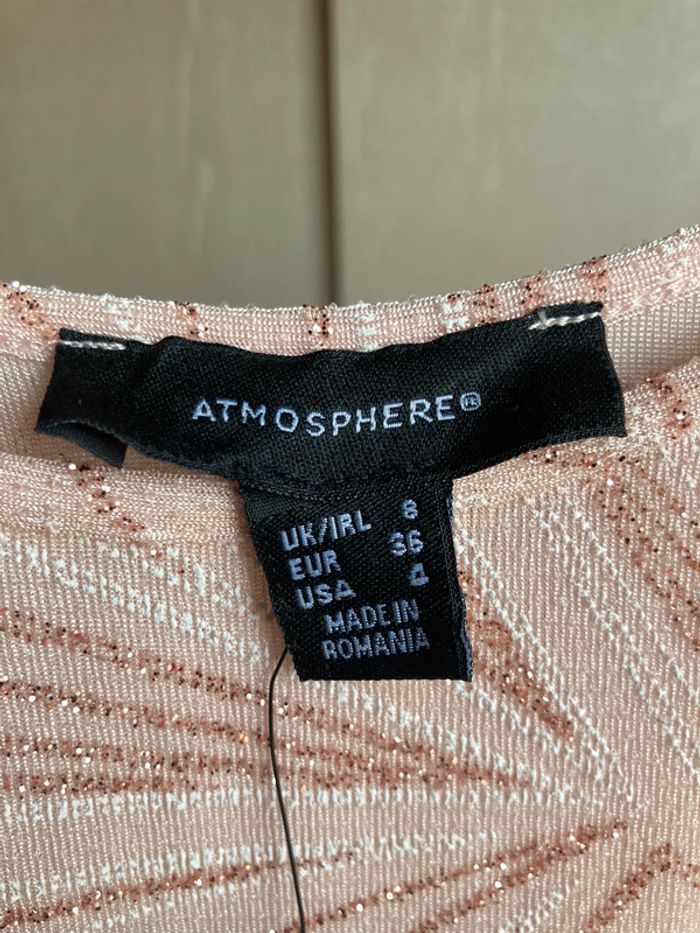 ATMOSPHERE®
UK/IRL 8
EUR 36
USA 4
MADE IN
ROMANIA